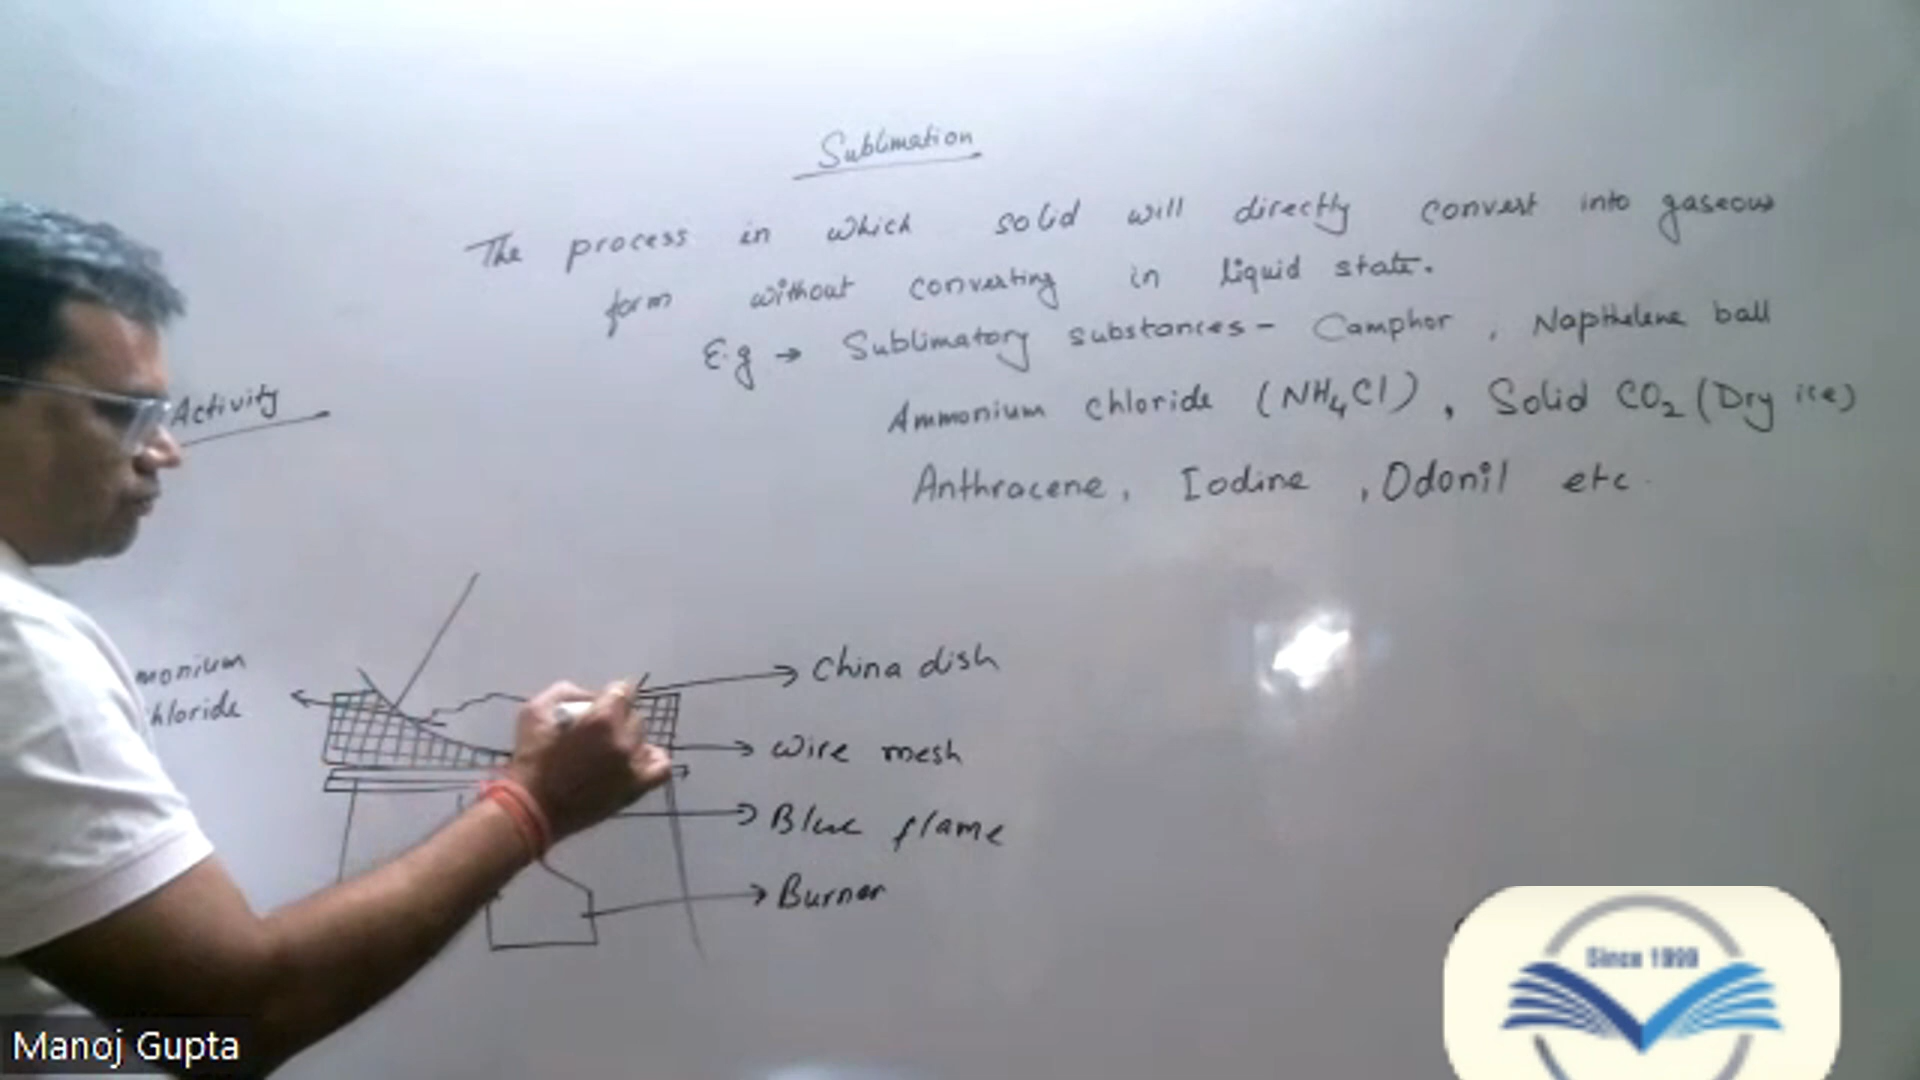 Sublimation
The process in which solid will directly convert into gaseous
form without converting in liquid state.
E.g → Sublimatory substances - Camphor, Napthelene ball
Ammonium chloride (NH4Cl), Solid CO2 (Dry ice)
Anthracene, Iodine, Odonil etc.
Activity
monium
hloride
China dish
Wire mesh
Blue flame
Burner
Since 1999
Manoj Gupta